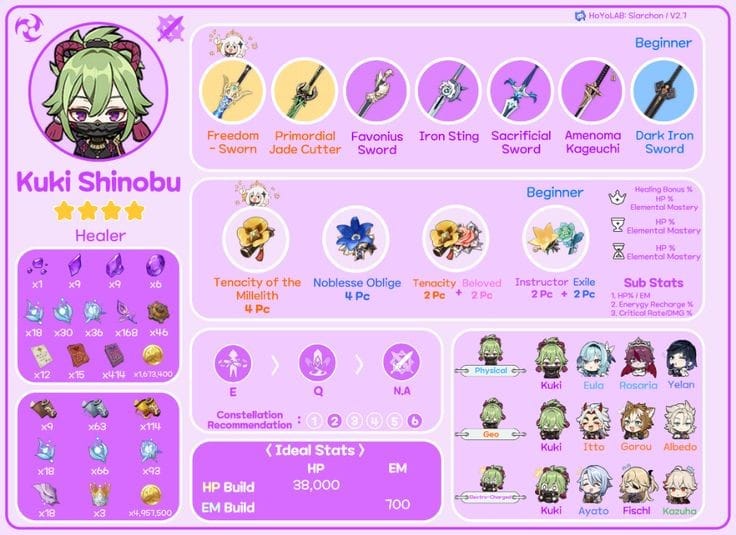 HoYoLAB: Siarchon / V2.7
Beginner
Freedom
- Sworn
Primordial
Jade Cutter
Favonius
Sword
Iron Sting
Sacrificial
Sword
Amenoma
Kageuchi
Dark Iron
Sword
Kuki Shinobu
Healer
x1
x9
x9
x6
x18
x30
x36
x168
x46
x12
x15
x414
x1,673,400
x9
x63
x114
x18
x66
x93
x18
x3
x4,957,500
Beginner
Tenacity of the
Millelith
4 Pc
Noblesse Oblige
4 Pc
Tenacity
2 Pc
+
Beloved
2 Pc
Instructor
2 Pc
+
Exile
2 Pc
Healing Bonus %
HP %
Elemental Mastery
HP %
Elemental Mastery
HP %
Elemental Mastery
Sub Stats
1. HP% / EM
2. Enerygy Recharge %
3. Critical Rate/DMG %
E
Q
N.A
Constellation
Recommendation : 1 2 3 4 5 6
< Ideal Stats >
HP EM
HP Build 38,000
EM Build 700
Physical
Kuki Eula Rosaria Yelan
Geo
Kuki Itto Gorou Albedo
Electro-Charged
Kuki Ayato Fischl Kazuha